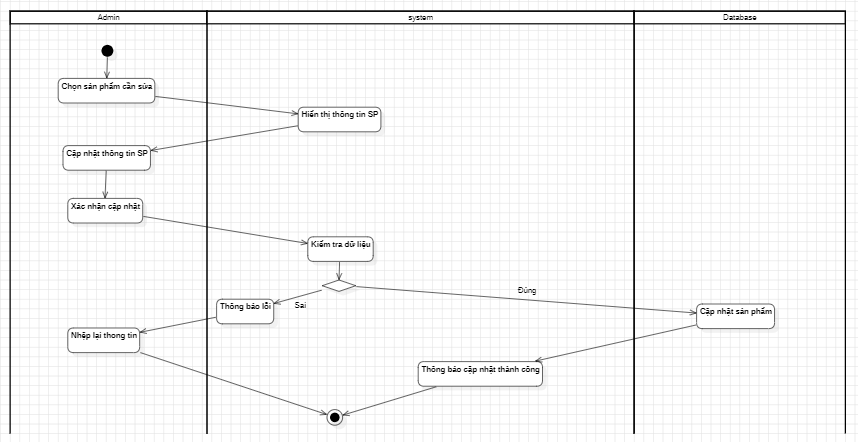 Admin
system
Database
Chọn sản phẩm cần sửa
Hiển thị thông tin SP
Cập nhật thông tin SP
Xác nhận cập nhật
Kiểm tra dữ liệu
Đúng
Sai
Thông báo lỗi
Cập nhật sản phẩm
Nhập lại thong tin
Thông báo cập nhật thành công